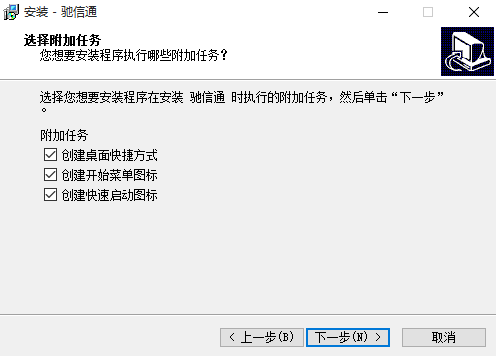 安装 - 驰信通
选择附加任务
您想要安装程序执行哪些附加任务？
选择您想要安装程序在安装 驰信通 时执行的附加任务，然后单击“下一步”
。
附加任务
创建桌面快捷方式
创建开始菜单图标
创建快速启动图标
< 上一步(B)
下一步(N) >
取消